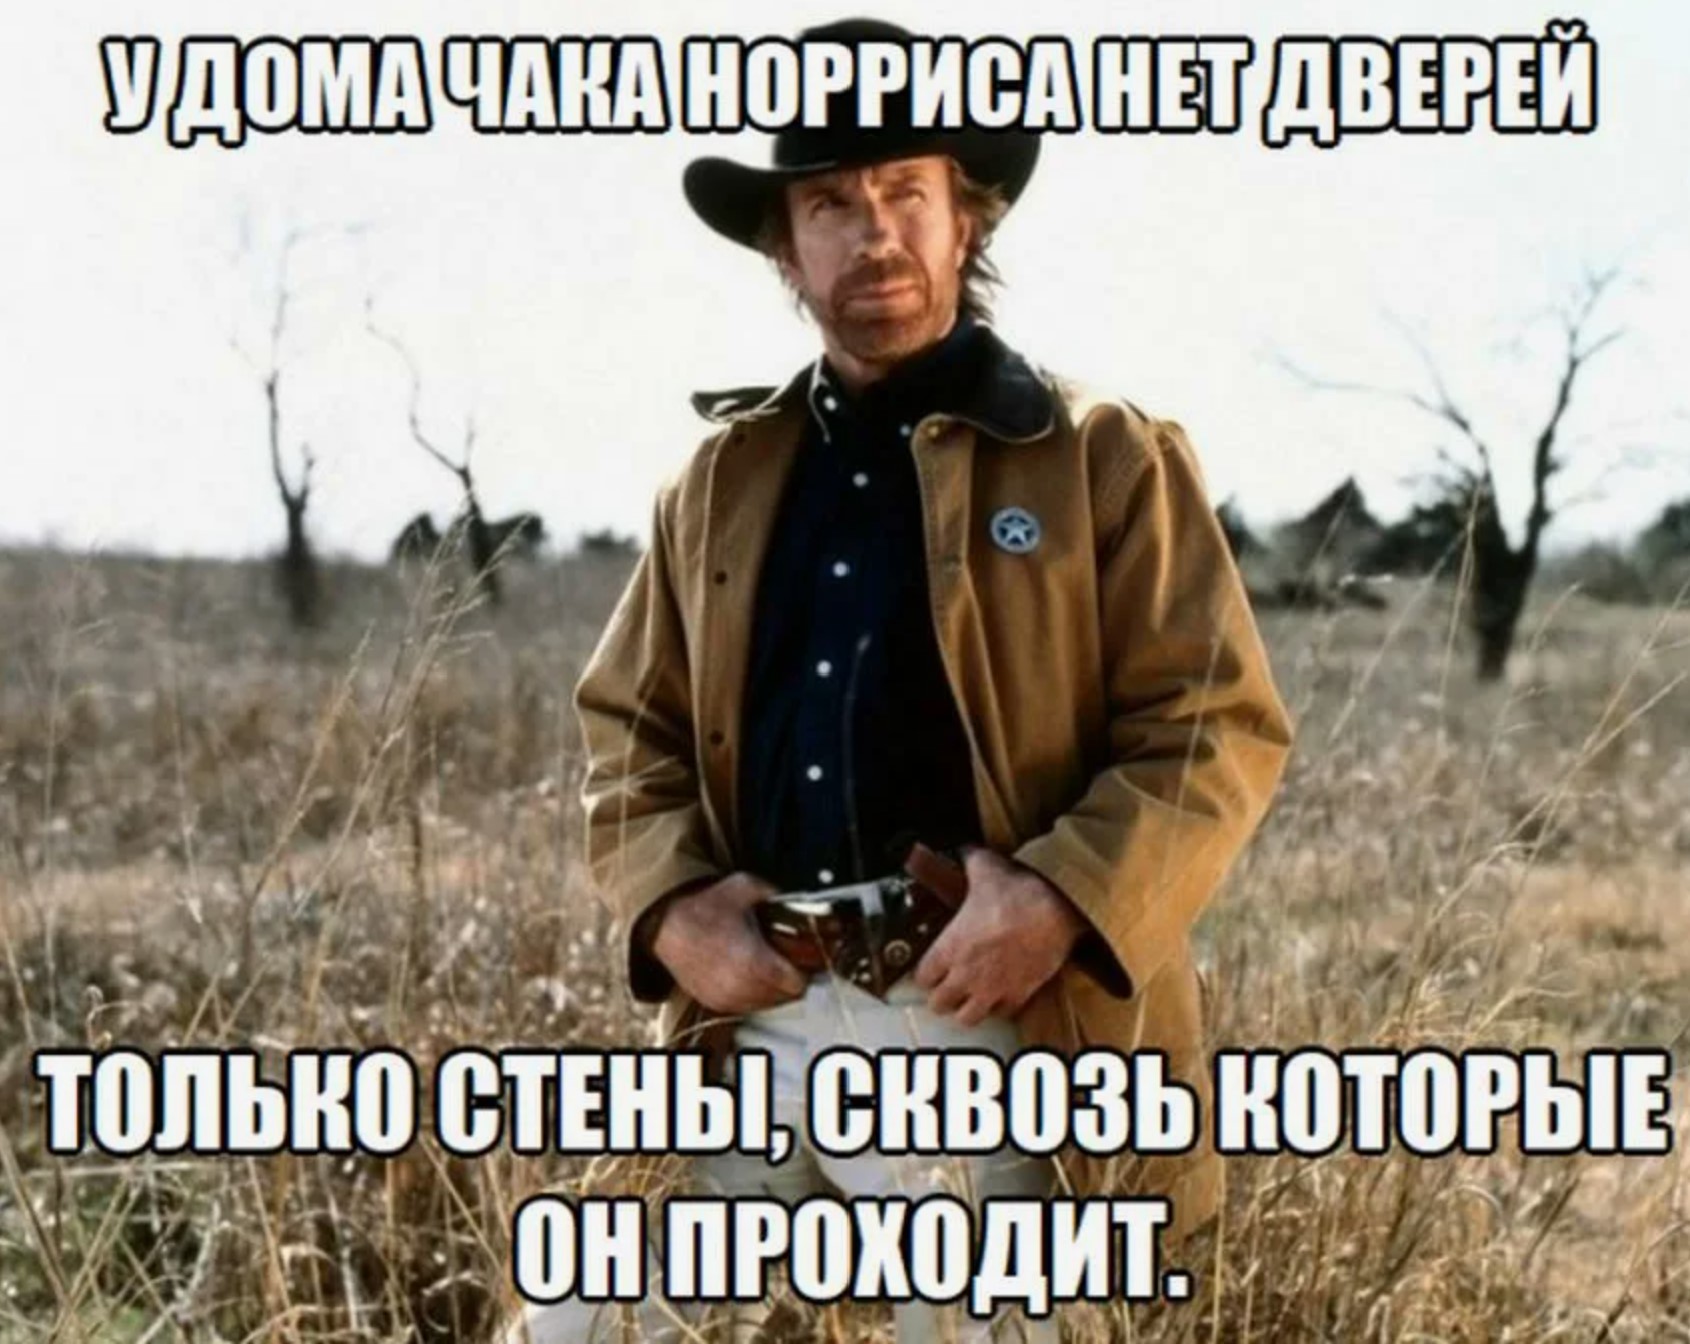 У ДОМА ЧАКА НОРРИСА НЕТ ДВЕРЕЙ
ТОЛЬКО СТЕНЫ, СКВОЗЬ КОТОРЫЕ
ОН ПРОХОДИТ.